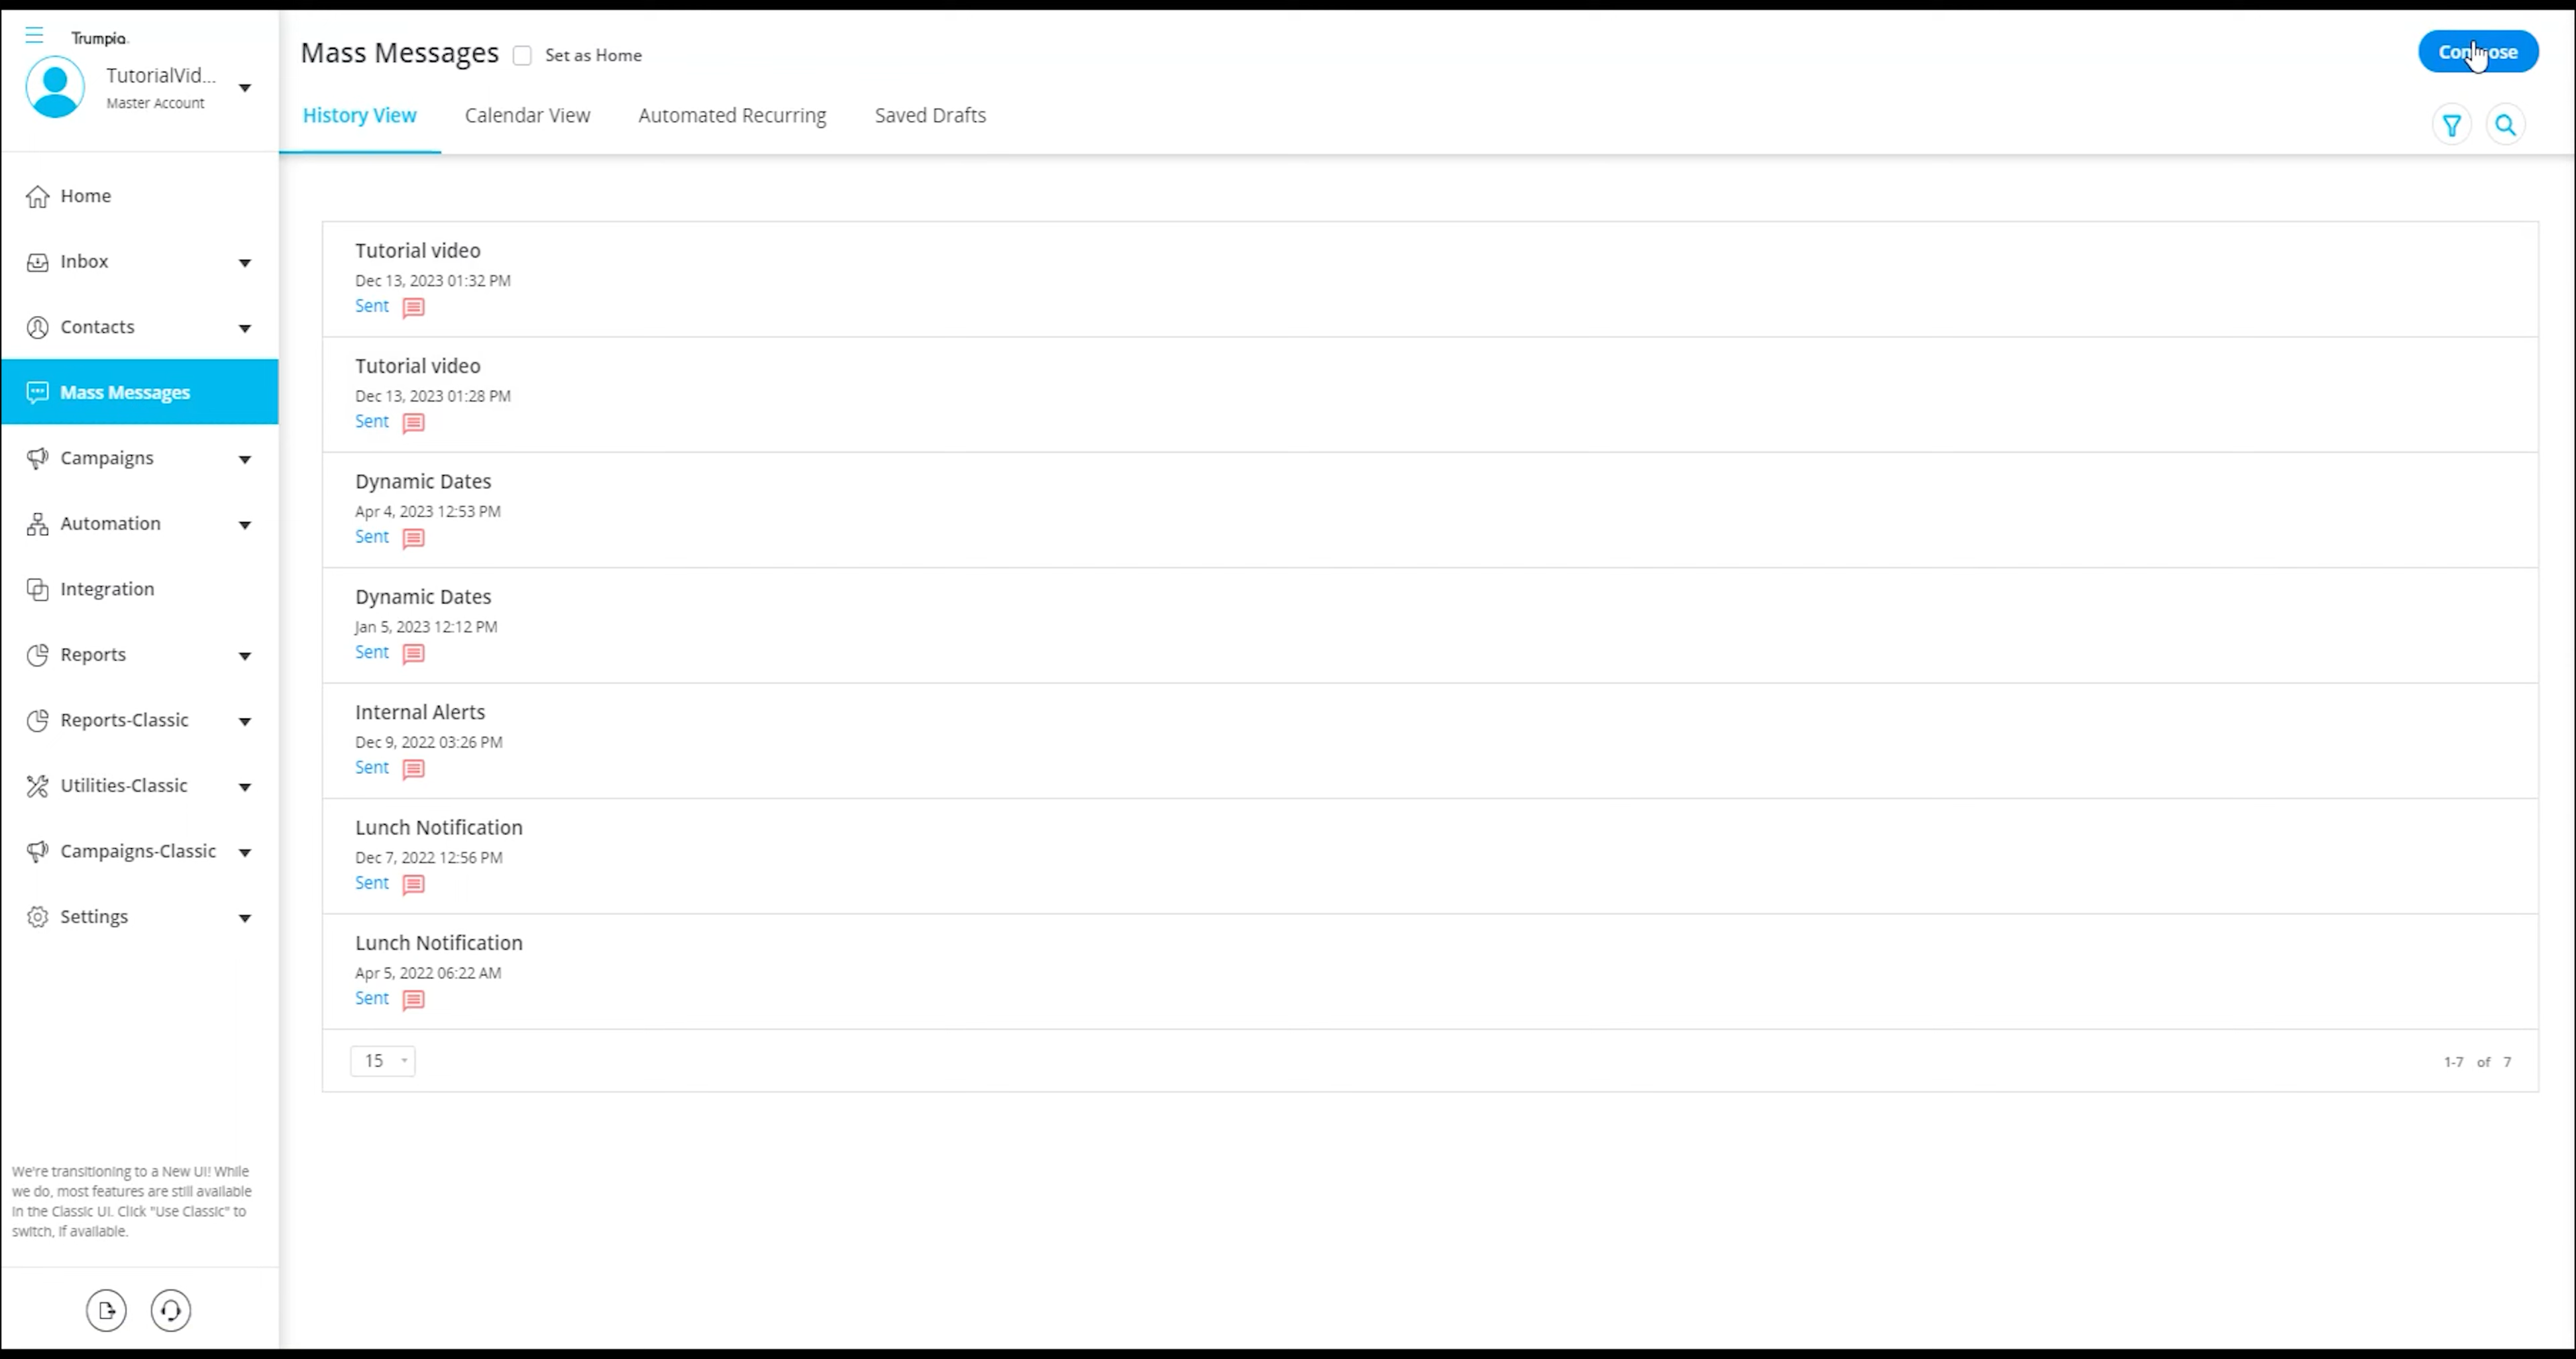 Trumpia
TutorialVid...
Master Account
Home
Inbox
Contacts
Mass Messages
Campaigns
Automation
Integration
Reports
Reports-Classic
Utilities-Classic
Campaigns-Classic
Settings
We're transitioning to a New UI! While
we do, most features are still available
in the Classic UI. Click "Use Classic" to
switch, if available.
Mass Messages Set as Home
History View Calendar View Automated Recurring Saved Drafts
Tutorial video
Dec 13, 2023 01:32 PM
Sent
Tutorial video
Dec 13, 2023 01:28 PM
Sent
Dynamic Dates
Apr 4, 2023 12:53 PM
Sent
Dynamic Dates
Jan 5, 2023 12:12 PM
Sent
Internal Alerts
Dec 9, 2022 03:26 PM
Sent
Lunch Notification
Dec 7, 2022 12:56 PM
Sent
Lunch Notification
Apr 5, 2022 06:22 AM
Sent
15
1-7 of 7